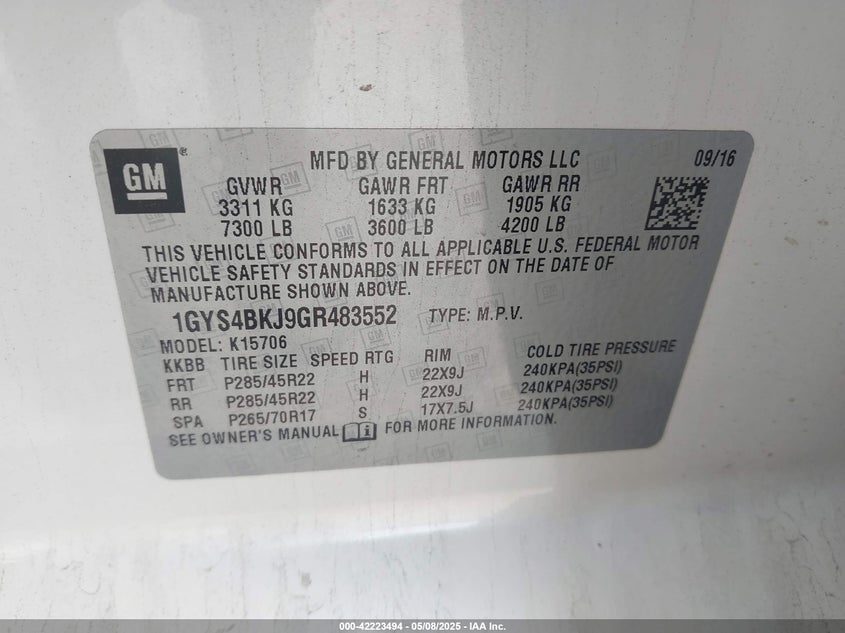 GM ®
MFD BY GENERAL MOTORS LLC 09/16
GVWR GAWR FRT GAWR RR
3311 KG 1633 KG 1905 KG
7300 LB 3600 LB 4200 LB
THIS VEHICLE CONFORMS TO ALL APPLICABLE U.S. FEDERAL MOTOR
VEHICLE SAFETY STANDARDS IN EFFECT ON THE DATE OF
MANUFACTURE SHOWN ABOVE.
1GYS4BKJ9GR483552 TYPE: M.P.V.
MODEL: K15706
KKBB TIRE SIZE SPEED RTG RIM COLD TIRE PRESSURE
FRT P285/45R22 H 22X9J 240KPA(35PSI)
RR P285/45R22 H 22X9J 240KPA(35PSI)
SPA P265/70R17 S 17X7.5J 240KPA(35PSI)
SEE OWNER'S MANUAL FOR MORE INFORMATION.
000-42223494 - 05/08/2025 - IAA Inc.